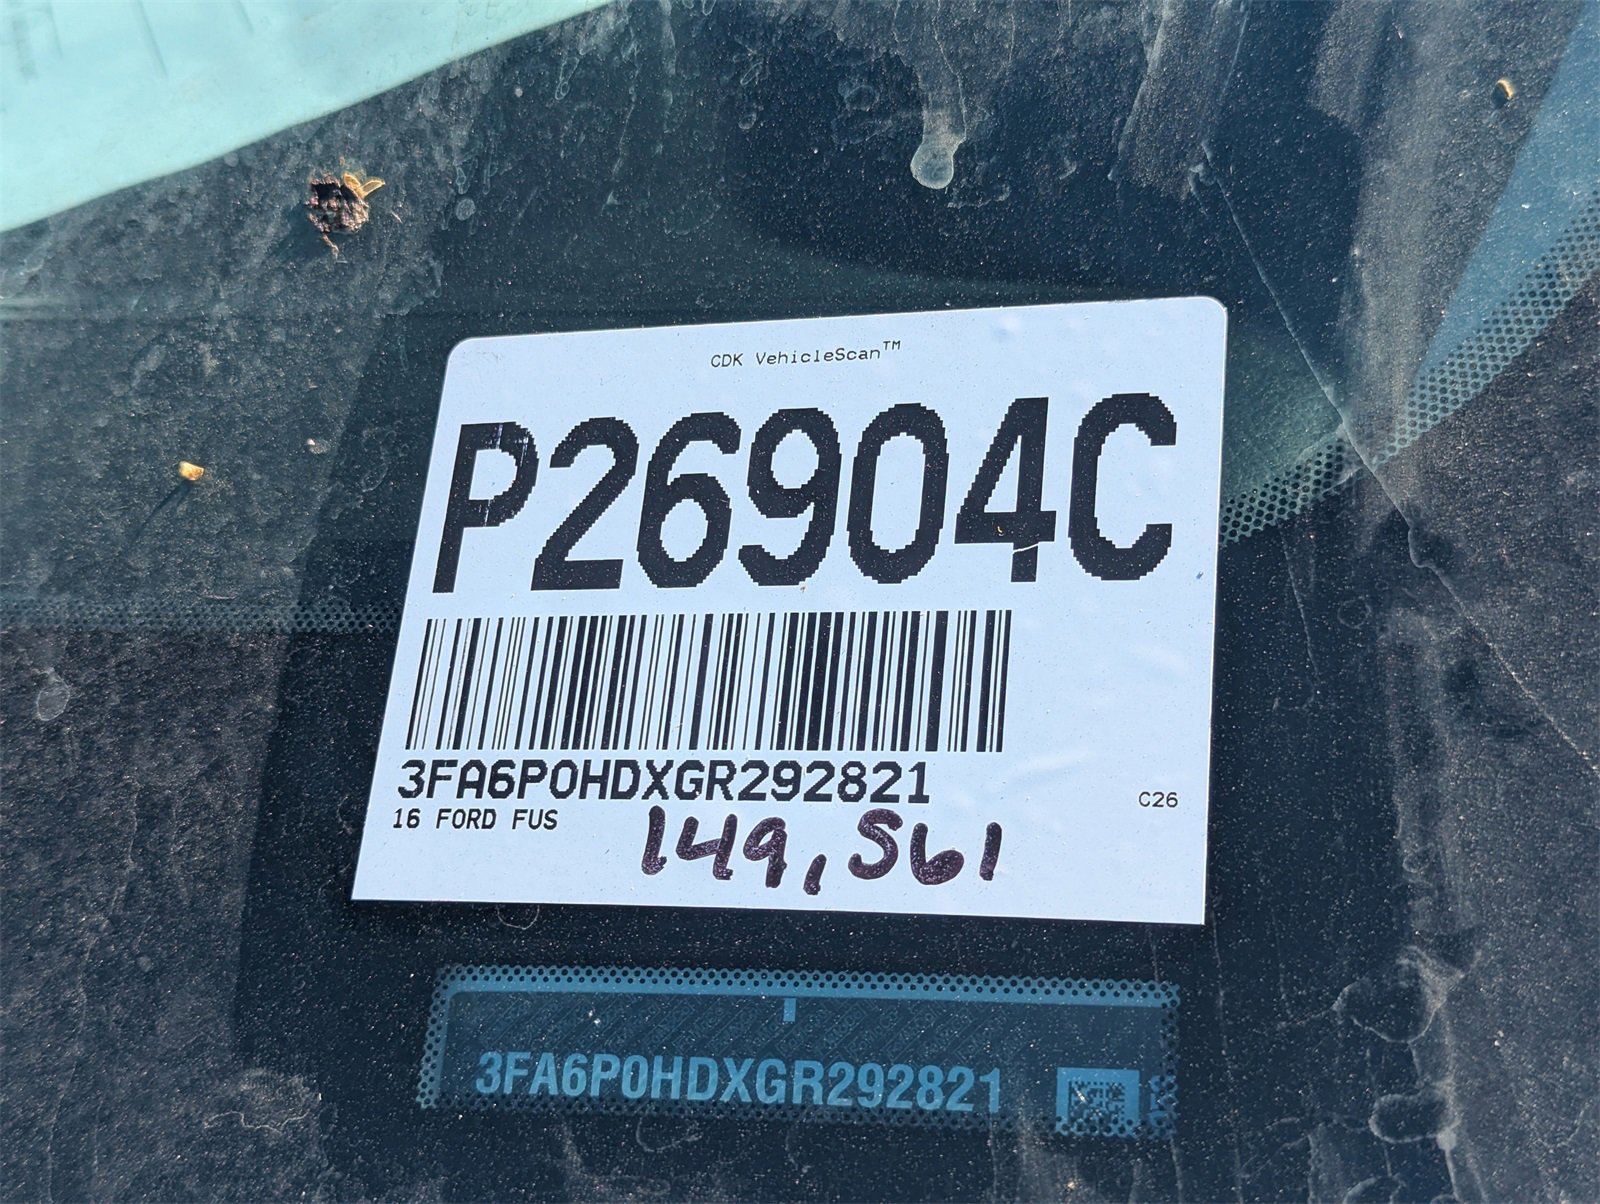 CDK VehicleScan™
P26904C
3FA6P0HDXGR292821
16 FORD FUS
C26
149,561
3FA6P0HDXGR292821